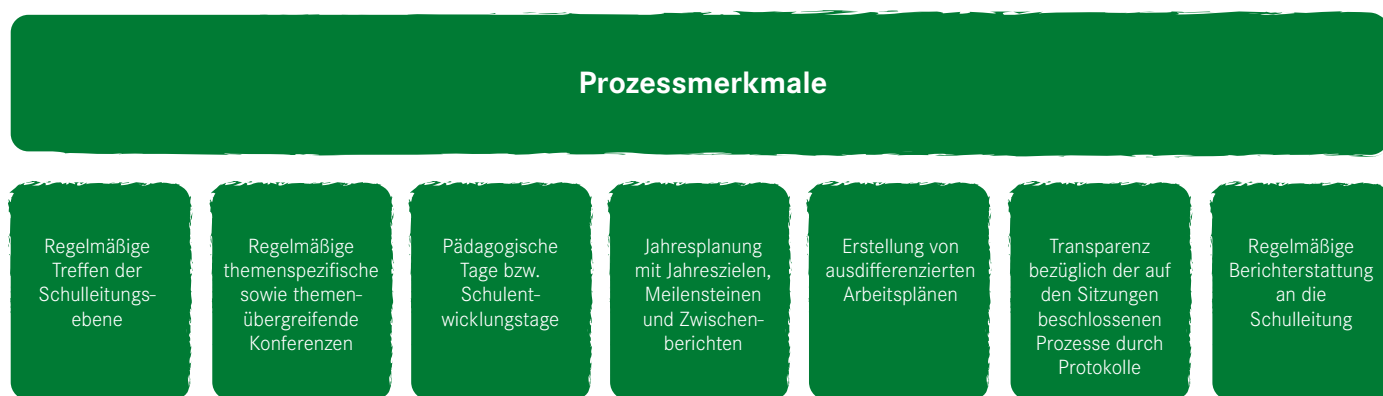 Prozessmerkmale
Regelmäßige
Treffen der
Schulleitungs-
ebene
Regelmäßige
themenspezifische
sowie themen-
übergreifende
Konferenzen
Pädagogische
Tage bzw.
Schulent-
wicklungstage
Jahresplanung
mit Jahreszielen,
Meilensteinen
und Zwischen-
berichten
Erstellung von
ausdifferenzierten
Arbeitsplänen
Transparenz
bezüglich der auf
den Sitzungen
beschlossenen
Prozesse durch
Protokolle
Regelmäßige
Berichterstattung
an die
Schulleitung